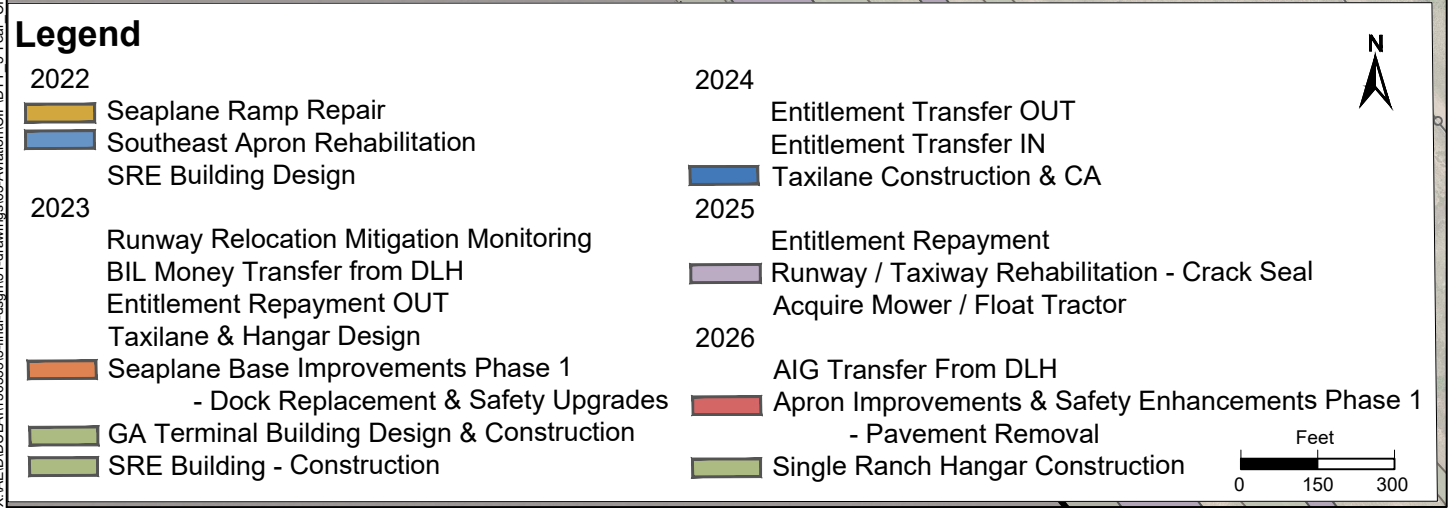 Legend
2022
Seaplane Ramp Repair
Southeast Apron Rehabilitation
SRE Building Design
2023
Runway Relocation Mitigation Monitoring
BIL Money Transfer from DLH
Entitlement Repayment OUT
Taxilane & Hangar Design
Seaplane Base Improvements Phase 1
- Dock Replacement & Safety Upgrades
GA Terminal Building Design & Construction
SRE Building - Construction
2024
Entitlement Transfer OUT
Entitlement Transfer IN
Taxilane Construction & CA
2025
Entitlement Repayment
Runway / Taxiway Rehabilitation - Crack Seal
Acquire Mower / Float Tractor
2026
AIG Transfer From DLH
Apron Improvements & Safety Enhancements Phase 1
- Pavement Removal
Single Ranch Hangar Construction
N
Feet
0 150 300